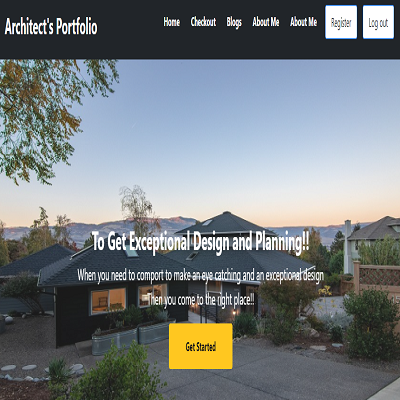 Architect's Portfolio
Home Checkout Blogs About Me About Me Register Log out
To Get Exceptional Design and Planning!!
When you need to comport to make an eye catching and an exceptional design
Then you come to the right place!!
Get Started